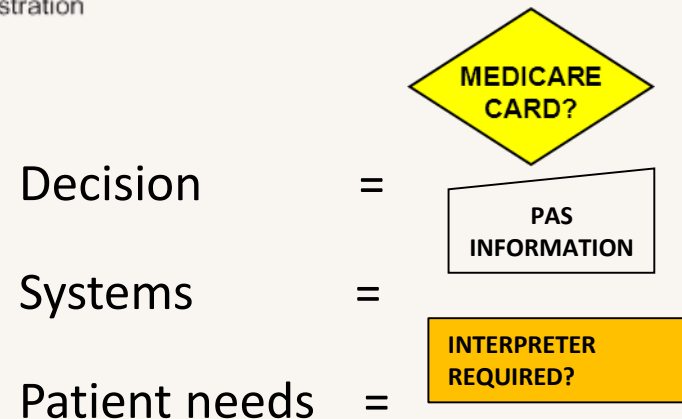 stration
MEDICARE
CARD?
Decision =
PAS
INFORMATION
Systems =
INTERPRETER
REQUIRED?
Patient needs =